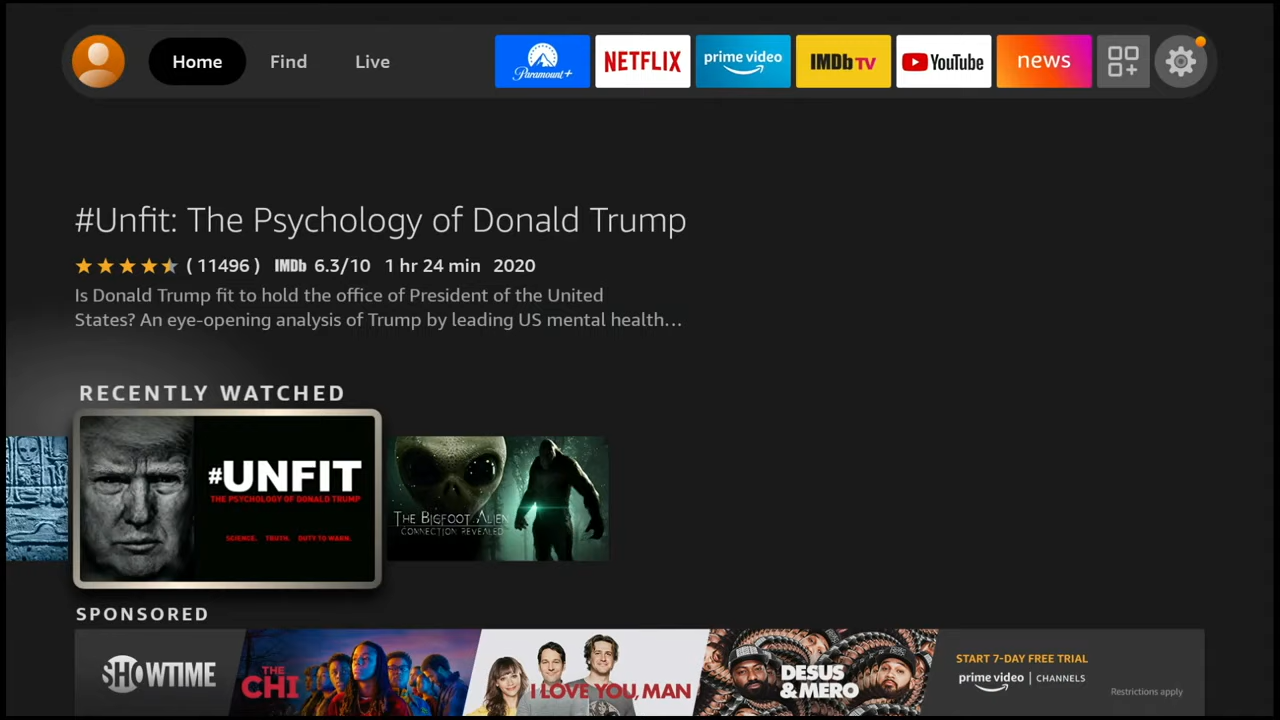 Home
Find
Live
Paramount+
NETFLIX
prime video
IMDb TV
YouTube
news
#Unfit: The Psychology of Donald Trump
( 11496 ) IMDb 6.3/10 1 hr 24 min 2020
Is Donald Trump fit to hold the office of President of the United
States? An eye-opening analysis of Trump by leading US mental health…
RECENTLY WATCHED
#UNFIT
THE PSYCHOLOGY OF DONALD TRUMP
SCIENCE. TRUTH. DUTY TO WARN.
THE BIGFOOT ALIEN
CONNECTION REVEALED
SPONSORED
SHOWTIME
THE
CHI
I LOVE YOU, MAN
DESUS
& MERO
START 7-DAY FREE TRIAL
prime video | CHANNELS
Restrictions apply